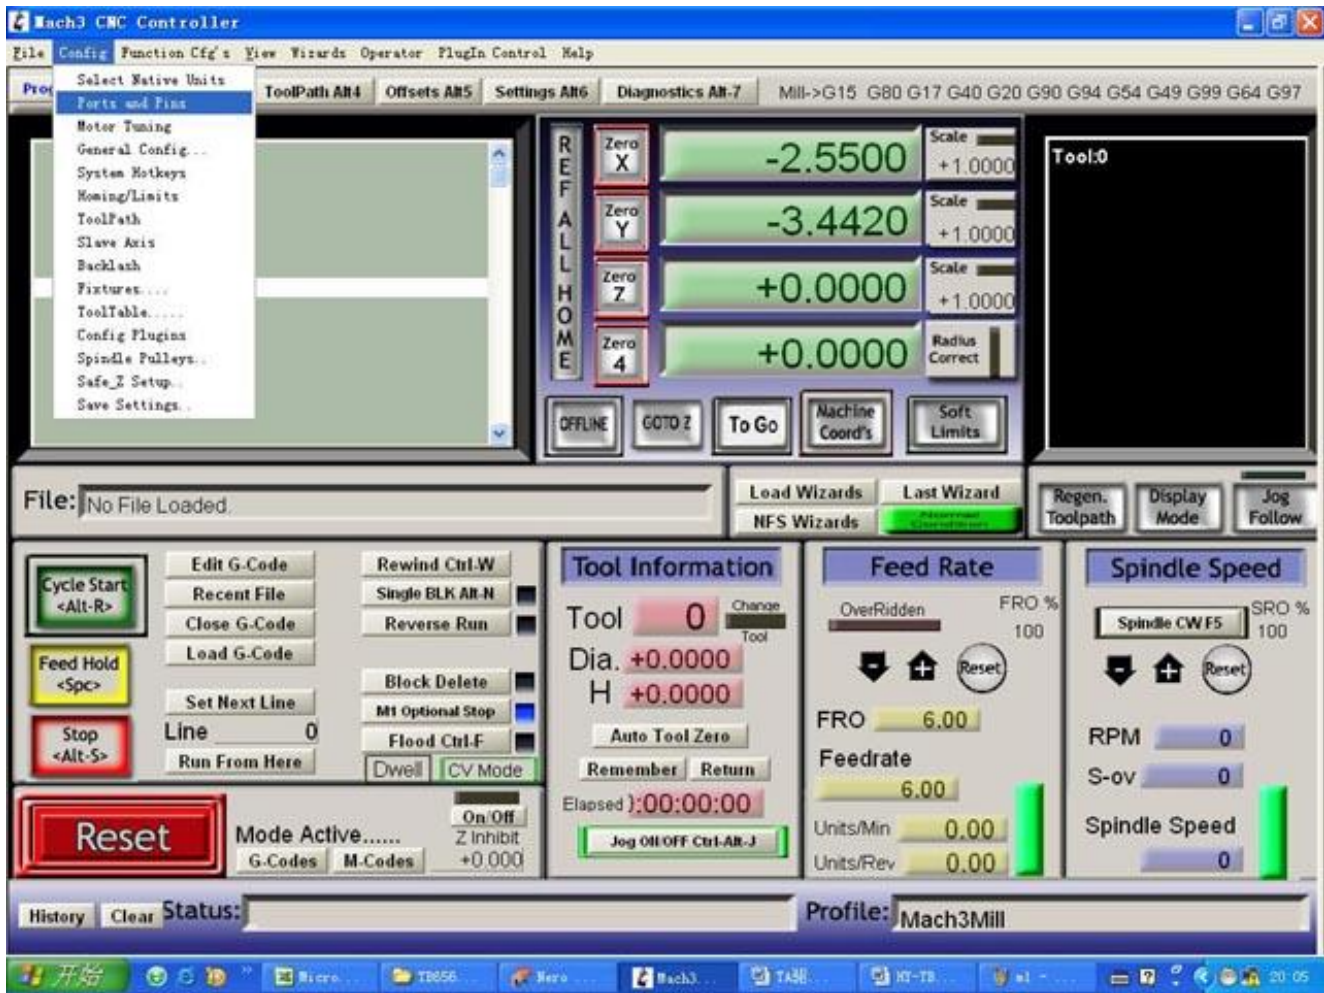 Mach3 CNC Controller
File Config Function Cfg's View Wizards Operator PlugIn Control Help
Select Native Units
Ports and Pins
Motor Tuning
General Config...
System Hotkeys
Homing/Limits
ToolPath
Slave Axis
Backlash
Fixtures....
ToolTable.....
Config Plugins
Spindle Pulleys..
Safe_Z Setup..
Save Settings..
ToolPath Alt4 Offsets Alt5 Settings Alt6 Diagnostics Alt-7 Mill->G15 G80 G17 G40 G20 G90 G94 G54 G49 G99 G64 G97
REF ALL HOME
Zero X -2.5500 Scale +1.0000
Zero Y -3.4420 Scale +1.0000
Zero Z +0.0000 Scale +1.0000
Zero 4 +0.0000 Radius Correct
OFFLINE GOTO Z To Go Machine Coord's Soft Limits
Tool:0
File: No File Loaded.
Load Wizards Last Wizard
NFS Wizards Normal Condition
Regen. Toolpath Display Mode Jog Follow
Cycle Start <Alt-R>
Feed Hold <Spc>
Stop <Alt-S>
Edit G-Code
Recent File
Close G-Code
Load G-Code
Set Next Line
Line 0
Run From Here
Rewind Ctrl-W
Single BLK Alt-N
Reverse Run
Block Delete
M1 Optional Stop
Flood Ctrl-F
Dwell CV Mode
Reset
Mode Active......
G-Codes M-Codes
On/Off
Z Inhibit
+0.000
Tool Information
Tool 0 Change Tool
Dia. +0.0000
H +0.0000
Auto Tool Zero
Remember Return
Elapsed ):00:00:00
Jog ON/OFF Ctrl-Alt-J
Feed Rate
OverRidden FRO % 100
Reset
FRO 6.00
Feedrate
6.00
Units/Min 0.00
Units/Rev 0.00
Spindle Speed
Spindle CW F5 SRO % 100
Reset
RPM 0
S-ov 0
Spindle Speed
0
History Clear Status:
Profile: Mach3Mill
开始 Micro... TB656... Nero ... Mach3... 20:05